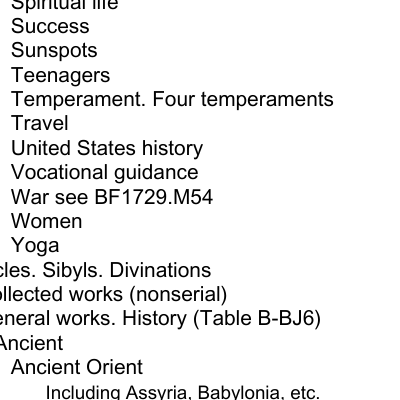 Spiritual life
Success
Sunspots
Teenagers
Temperament. Four temperaments
Travel
United States history
Vocational guidance
War see BF1729.M54
Women
Yoga
cles. Sibyls. Divinations
ollected works (nonserial)
eneral works. History (Table B-BJ6)
Ancient
Ancient Orient
Including Assyria, Babylonia, etc.